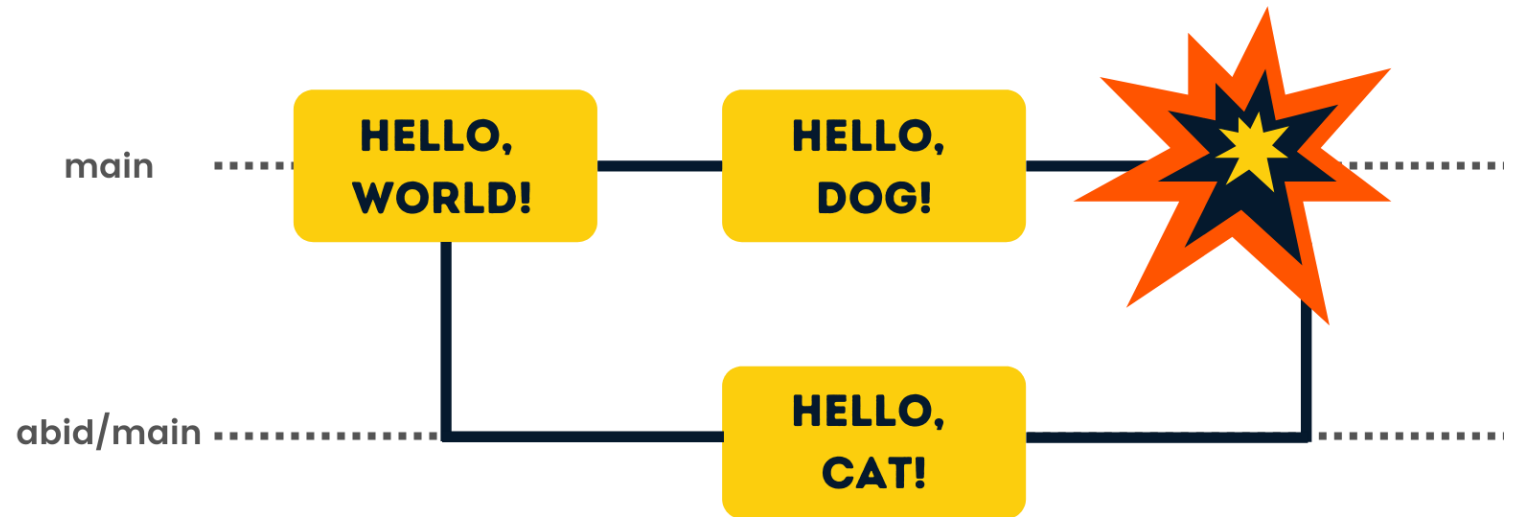 main
HELLO,
WORLD!
HELLO,
DOG!
abid/main
HELLO,
CAT!